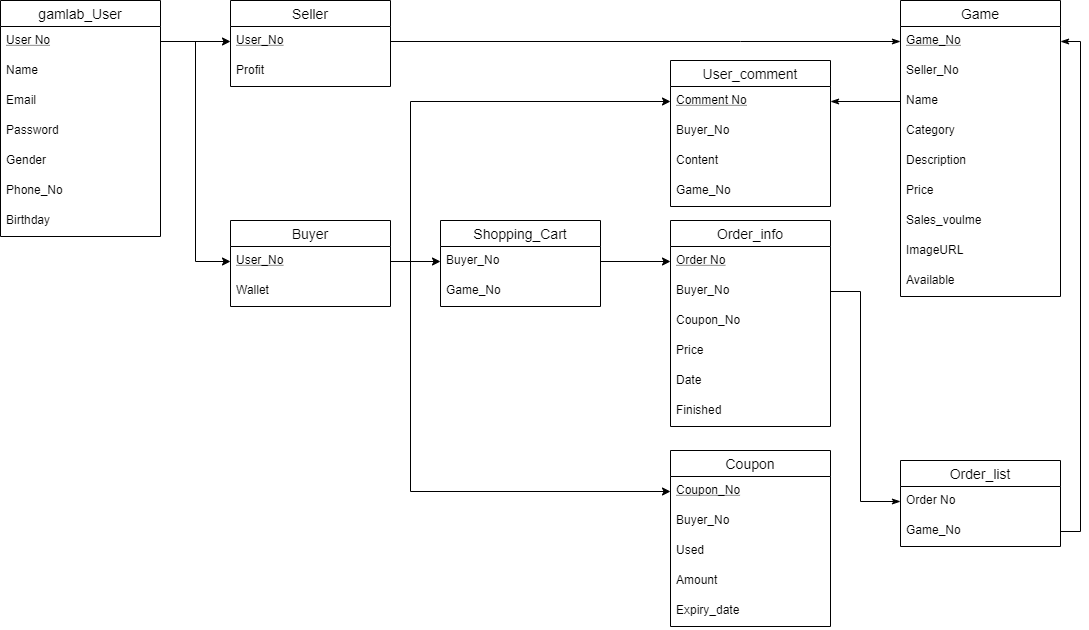 gamlab_User
User No
Name
Email
Password
Gender
Phone_No
Birthday
Seller
User_No
Profit
Buyer
User_No
Wallet
Shopping_Cart
Buyer_No
Game_No
User_comment
Comment No
Buyer_No
Content
Game_No
Order_info
Order No
Buyer_No
Coupon_No
Price
Date
Finished
Coupon
Coupon_No
Buyer_No
Used
Amount
Expiry_date
Game
Game_No
Seller_No
Name
Category
Description
Price
Sales_voulme
ImageURL
Available
Order_list
Order No
Game_No